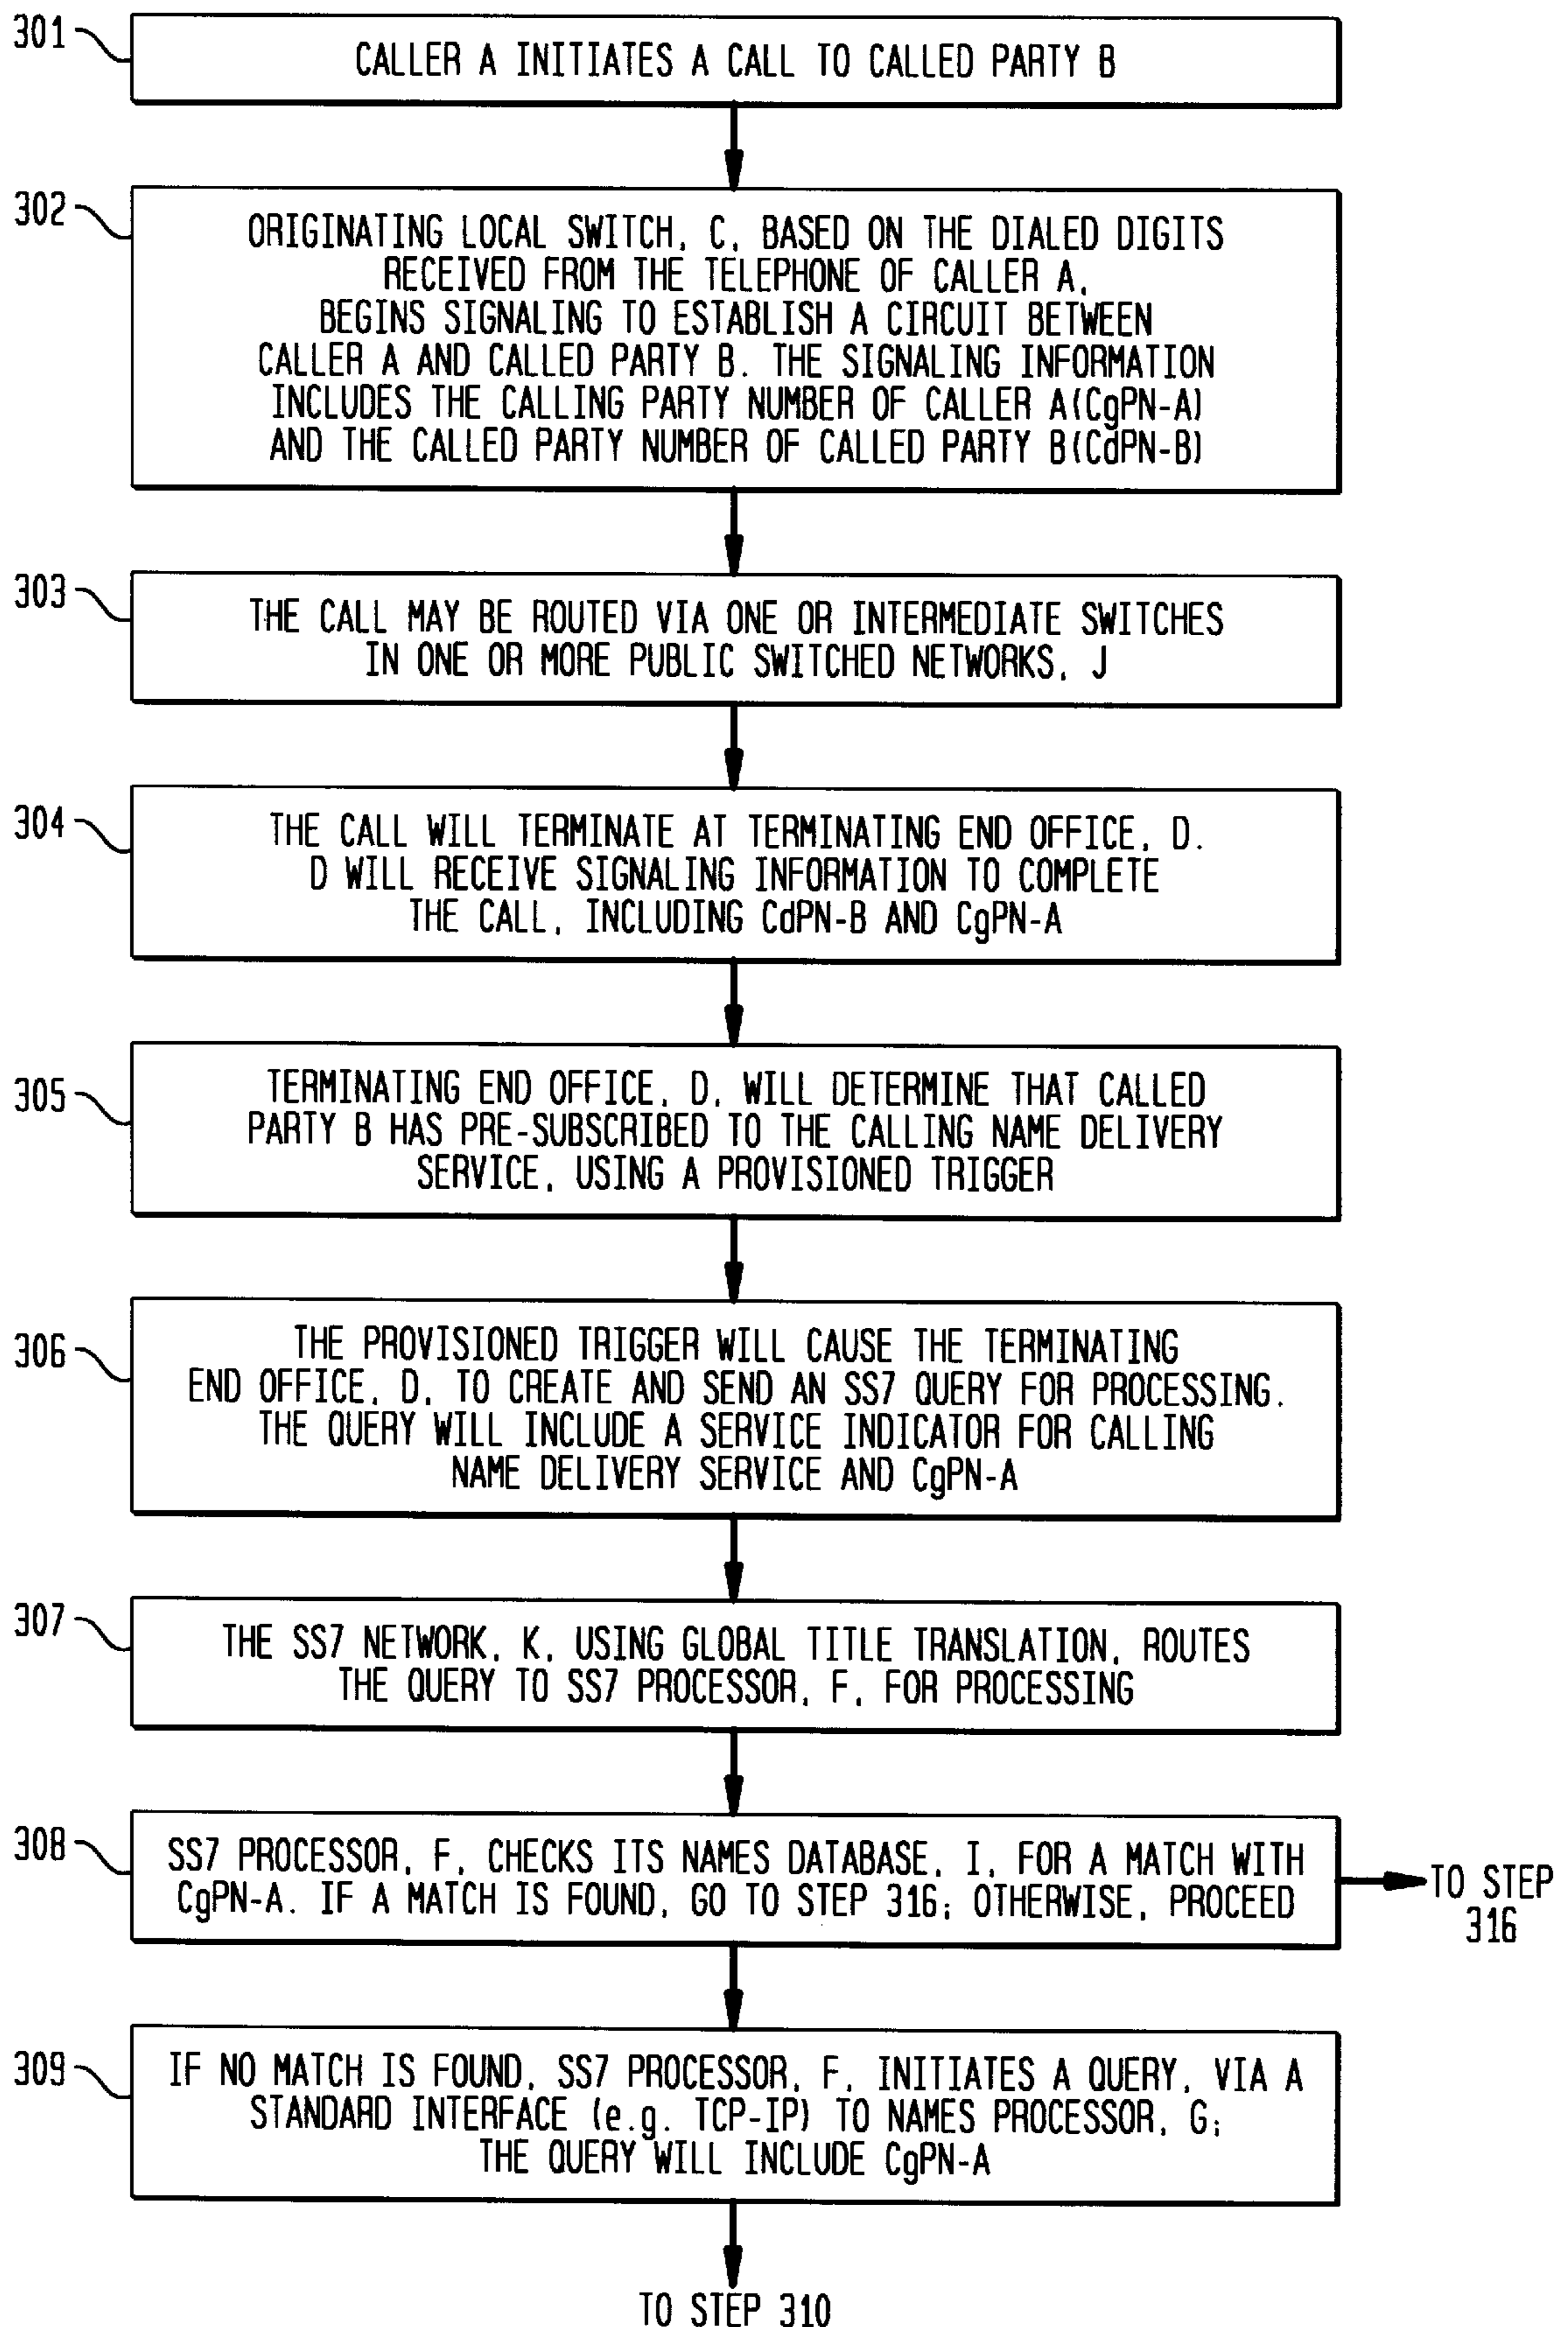 301
CALLER A INITIATES A CALL TO CALLED PARTY B
302
ORIGINATING LOCAL SWITCH, C, BASED ON THE DIALED DIGITS
RECEIVED FROM THE TELEPHONE OF CALLER A,
BEGINS SIGNALING TO ESTABLISH A CIRCUIT BETWEEN
CALLER A AND CALLED PARTY B. THE SIGNALING INFORMATION
INCLUDES THE CALLING PARTY NUMBER OF CALLER A(CgPN-A)
AND THE CALLED PARTY NUMBER OF CALLED PARTY B(CdPN-B)
303
THE CALL MAY BE ROUTED VIA ONE OR INTERMEDIATE SWITCHES
IN ONE OR MORE PUBLIC SWITCHED NETWORKS, J
304
THE CALL WILL TERMINATE AT TERMINATING END OFFICE, D.
D WILL RECEIVE SIGNALING INFORMATION TO COMPLETE
THE CALL, INCLUDING CdPN-B AND CgPN-A
305
TERMINATING END OFFICE, D, WILL DETERMINE THAT CALLED
PARTY B HAS PRE-SUBSCRIBED TO THE CALLING NAME DELIVERY
SERVICE, USING A PROVISIONED TRIGGER
306
THE PROVISIONED TRIGGER WILL CAUSE THE TERMINATING
END OFFICE, D, TO CREATE AND SEND AN SS7 QUERY FOR PROCESSING.
THE QUERY WILL INCLUDE A SERVICE INDICATOR FOR CALLING
NAME DELIVERY SERVICE AND CgPN-A
307
THE SS7 NETWORK, K, USING GLOBAL TITLE TRANSLATION, ROUTES
THE QUERY TO SS7 PROCESSOR, F, FOR PROCESSING
308
SS7 PROCESSOR, F, CHECKS ITS NAMES DATABASE, I, FOR A MATCH WITH
CgPN-A. IF A MATCH IS FOUND, GO TO STEP 316; OTHERWISE, PROCEED
TO STEP
316
309
IF NO MATCH IS FOUND, SS7 PROCESSOR, F, INITIATES A QUERY, VIA A
STANDARD INTERFACE (e.g. TCP-IP) TO NAMES PROCESSOR, G;
THE QUERY WILL INCLUDE CgPN-A
TO STEP 310